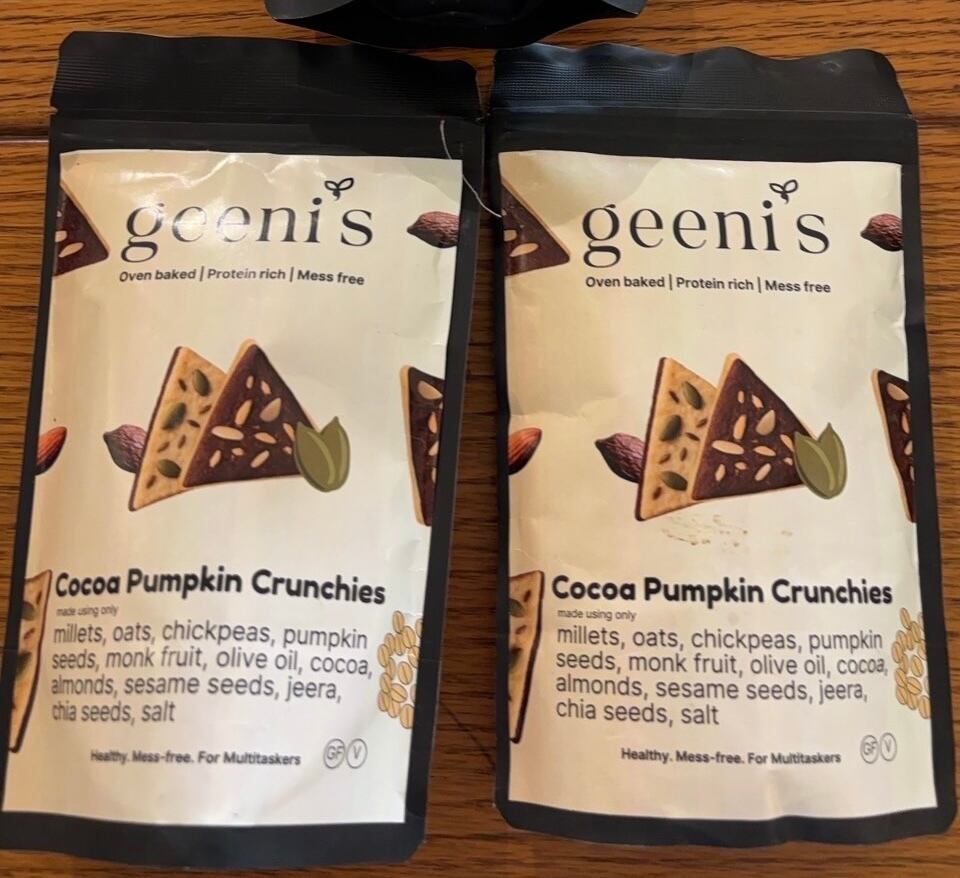 geeni's
Oven baked | Protein rich | Mess free
Cocoa Pumpkin Crunchies
made using only
millets, oats, chickpeas, pumpkin
seeds, monk fruit, olive oil, cocoa,
almonds, sesame seeds, jeera,
chia seeds, salt
Healthy. Mess-free. For Multitaskers
GF V
geeni's
Oven baked | Protein rich | Mess free
Cocoa Pumpkin Crunchies
made using only
millets, oats, chickpeas, pumpkin
seeds, monk fruit, olive oil, cocoa,
almonds, sesame seeds, jeera,
chia seeds, salt
Healthy. Mess-free. For Multitaskers
GF V